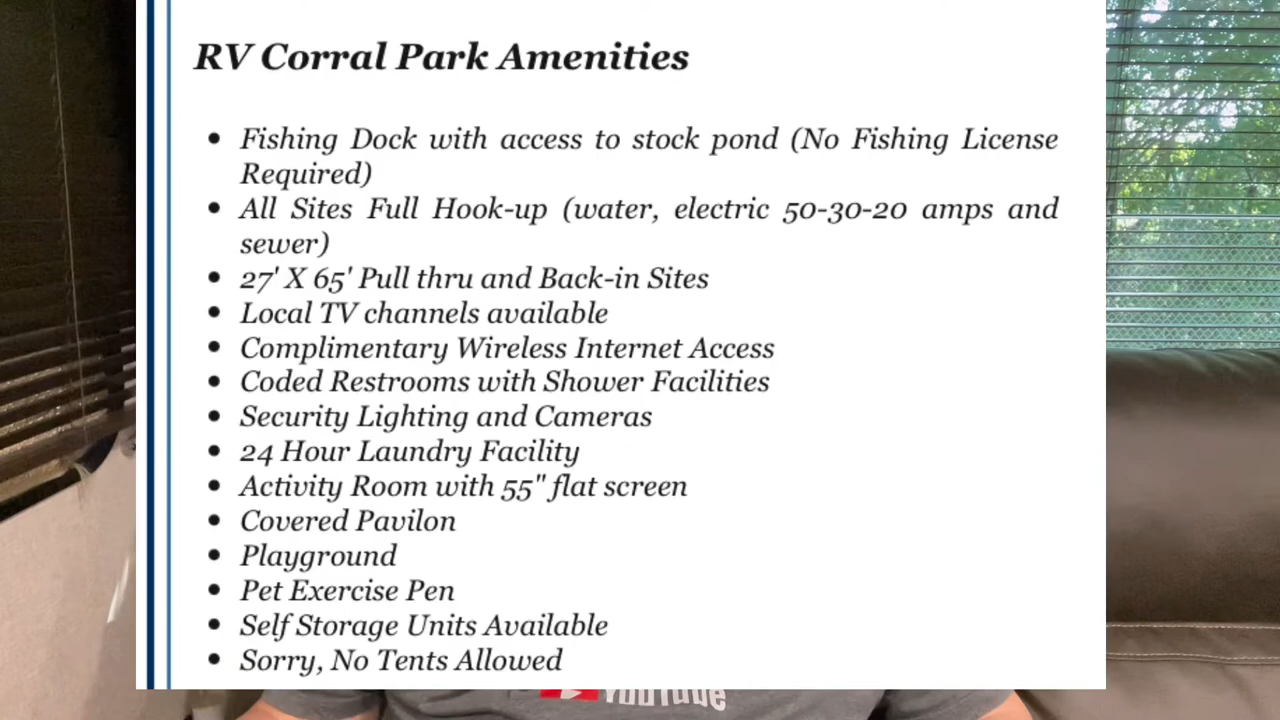 RV Corral Park Amenities
• Fishing Dock with access to stock pond (No Fishing License
Required)
• All Sites Full Hook-up (water, electric 50-30-20 amps and
sewer)
• 27' X 65' Pull thru and Back-in Sites
• Local TV channels available
• Complimentary Wireless Internet Access
• Coded Restrooms with Shower Facilities
• Security Lighting and Cameras
• 24 Hour Laundry Facility
• Activity Room with 55" flat screen
• Covered Pavilon
• Playground
• Pet Exercise Pen
• Self Storage Units Available
• Sorry, No Tents Allowed
YouTube